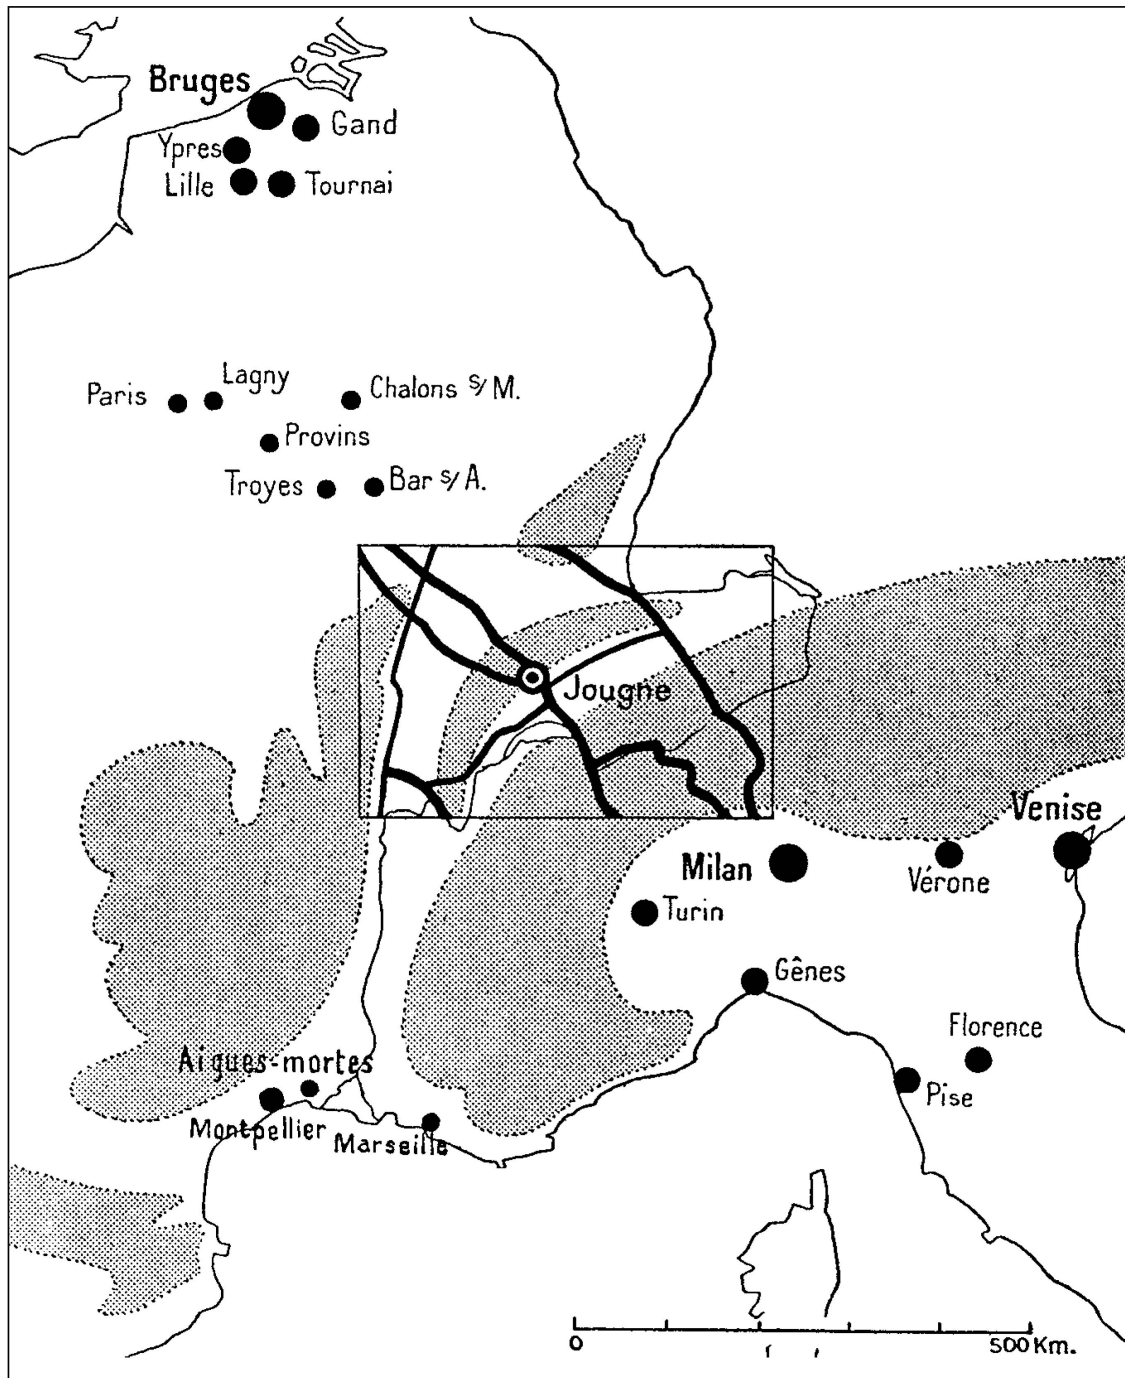 Bruges
Gand
Ypres
Lille
Tournai
Lagny
Paris
Chalons s/M.
Provins
Troyes
Bar s/A.
Jougne
Venise
Milan
Vérone
Turin
Gênes
Florence
Aigues-mortes
Pise
Montpellier
Marseille
0 500 Km.